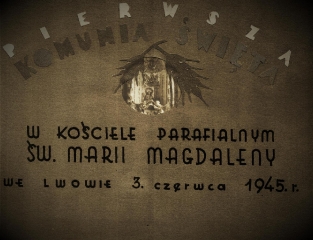 PIERWSZA
KOMUNIA ŚWIĘTA
W KOŚCIELE PARAFIALNYM
ŚW. MARII MAGDALENY
WE LWOWIE 3. czerwca 1945.r.